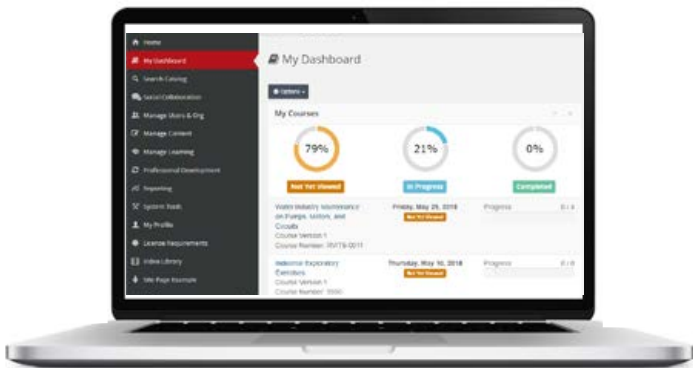 Home
My Dashboard
Search Catalog
Social Collaboration
Manage Users & Org
Manage Content
Manage Learning
Professional Development
Reporting
System Tools
My Profile
License Requirements
Video Library
Site Page Example
My Dashboard
Options
My Courses
79%
21%
0%
Not Yet Viewed
In Progress
Completed
Water Industry Maintenance
on Pumps, Motors, and
Circuits
Course Version 1
Friday, May 25, 2018
Not Yet Viewed
Progress
Industrial Exploratory
Course Version 1
Thursday, May 10, 2018
Not Yet Viewed
Progress